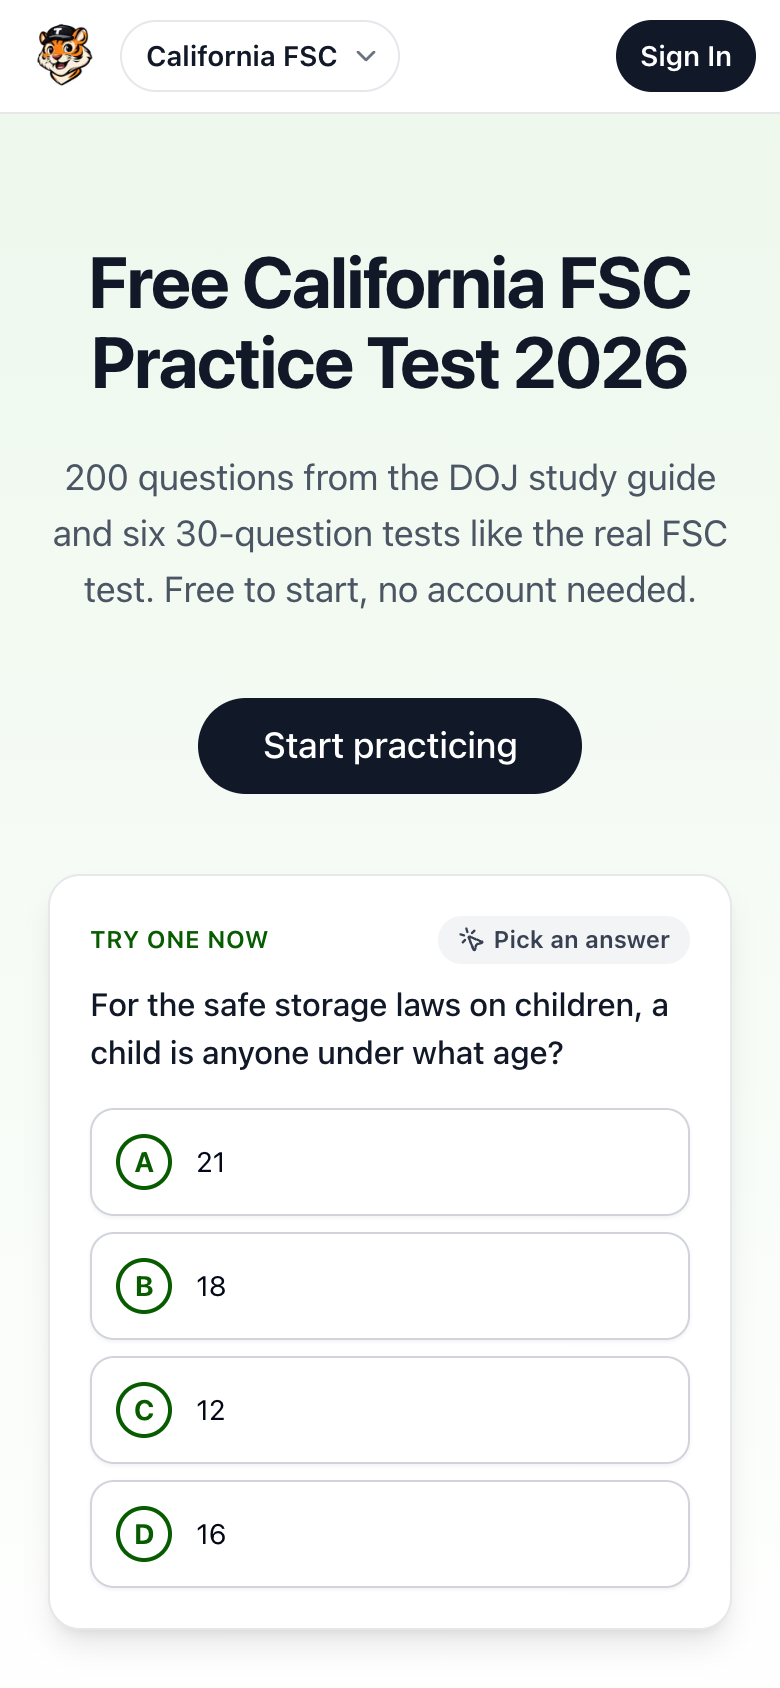 T
California FSC
Sign In
Free California FSC
Practice Test 2026
200 questions from the DOJ study guide
and six 30-question tests like the real FSC
test. Free to start, no account needed.
Start practicing
TRY ONE NOW
Pick an answer
For the safe storage laws on children, a
child is anyone under what age?
A 21
B 18
C 12
D 16